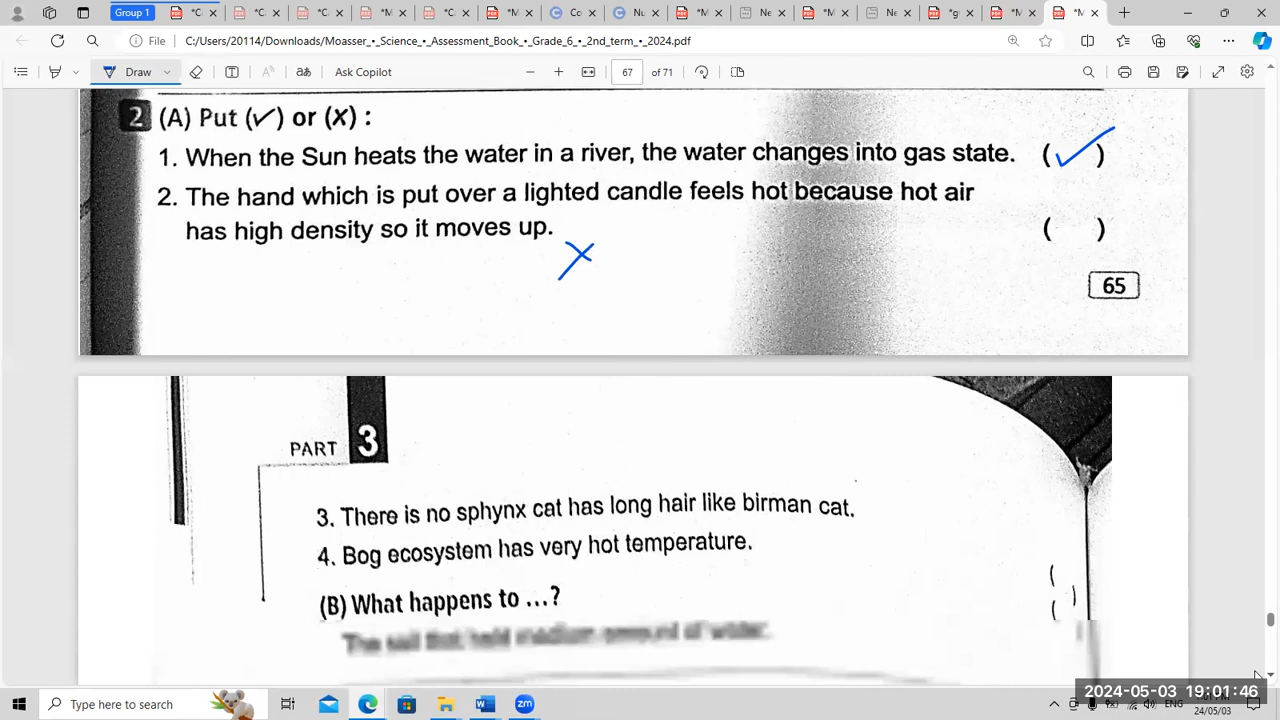 Group 1
File C:/Users/20114/Downloads/Moasser_•_Science_•_Assessment_Book_•_Grade_6_•_2nd_term_•_2024.pdf
Draw aあ Ask Copilot 67 of 71
2 (A) Put (✓) or (X) :
1. When the Sun heats the water in a river, the water changes into gas state. (✓)
2. The hand which is put over a lighted candle feels hot because hot air
has high density so it moves up. ( )
X
65
PART 3
3. There is no sphynx cat has long hair like birman cat.
4. Bog ecosystem has very hot temperature.
(B) What happens to ...?
Type here to search
2024-05-03 19:01:46
ENG
24/05/03